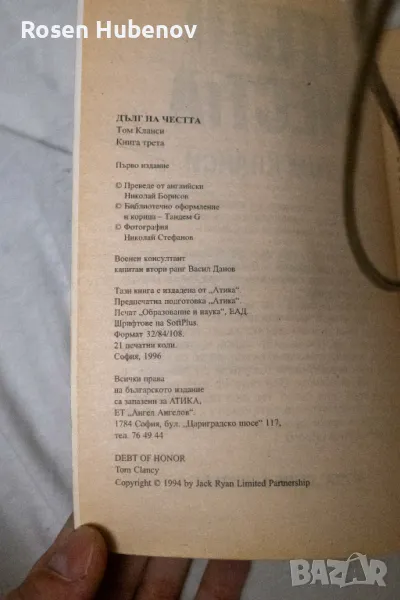 Rosen Hubenov
ДЪЛГ НА ЧЕСТТА
Том Кланси
Книга трета
Първо издание
© Преведе от английски
Николай Борисов
© Библиотечно оформление
и корица – Тандем G
© Фотография
Николай Стефанов
Военен консултант
капитан втори ранг Васил Данов
Тази книга е издадена от „Атика“.
Предпечатна подготовка „Атика“.
Печат „Образование и наука“, ЕАД.
Шрифтове на SoftPlus.
Формат 32/84/108.
21 печатни коли.
София, 1996
Всички права
на българското издание
са запазени за АТИКА,
ЕТ „Ангел Ангелов“.
1784 София, бул. „Цариградско шосе“ 117,
тел. 76 49 44
DEBT OF HONOR
Tom Clancy
Copyright © 1994 by Jack Ryan Limited Partnership
BAZAR